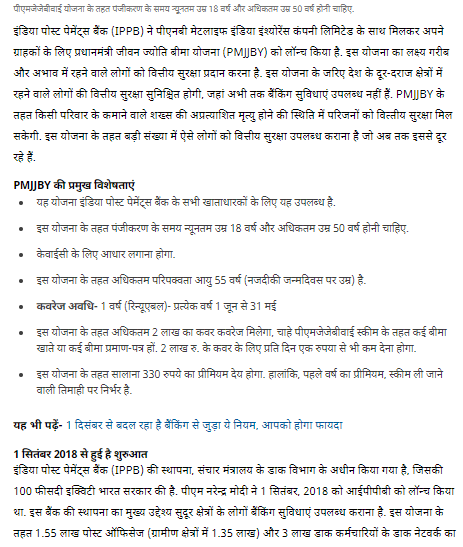 पीएमजेजेबीवाई योजना के तहत पंजीकरण के समय न्यूनतम उम्र 18 वर्ष और अधिकतम उम्र 50 वर्ष होनी चाहिए.
इंडिया पोस्ट पेमेंट्स बैंक (IPPB) ने पीएनबी मेटलाइफ इंडिया इंश्योरेंस कंपनी लिमिटेड के साथ मिलकर अपने
ग्राहकों के लिए प्रधानमंत्री जीवन ज्योति बीमा योजना (PMJJBY) को लॉन्च किया है. इस योजना का लक्ष्य गरीब
और अभाव में रहने वाले लोगों को वित्तीय सुरक्षा प्रदान करना है. इस योजना के जरिए देश के दूर-दराज क्षेत्रों में
रहने वाले लोगों की वित्तीय सुरक्षा सुनिश्चित होगी, जहां अभी तक बैंकिंग सुविधाएं उपलब्ध नहीं हैं. PMJJBY के
तहत किसी परिवार के कमाने वाले शख्स की अप्रत्याशित मृत्यु होने की स्थिति में परिजनों को वित्तीय सुरक्षा मिल
सकेगी. इस योजना के तहत बड़ी संख्या में ऐसे लोगों को वित्तीय सुरक्षा उपलब्ध कराना है जो अब तक इससे दूर
रहे हैं.
PMJJBY की प्रमुख विशेषताएं
• यह योजना इंडिया पोस्ट पेमेंट्स बैंक के सभी खाताधारकों के लिए यह उपलब्ध है.
• इस योजना के तहत पंजीकरण के समय न्यूनतम उम्र 18 वर्ष और अधिकतम उम्र 50 वर्ष होनी चाहिए.
• केवाईसी के लिए आधार लगाना होगा.
• इस योजना के तहत अधिकतम परिपक्वता आयु 55 वर्ष (नजदीकी जन्मदिवस पर उम्र) है.
• कवरेज अवधि- 1 वर्ष (रिन्यूएबल)- प्रत्येक वर्ष 1 जून से 31 मई
• इस योजना के तहत अधिकतम 2 लाख का कवर कवरेज मिलेगा, चाहे पीएमजेजेबीवाई स्कीम के तहत कई बीमा
खाते या कई बीमा प्रमाण-पत्र हों. 2 लाख रु. के कवर के लिए प्रति दिन एक रुपया से भी कम देना होगा.
• इस योजना के तहत सालाना 330 रुपये का प्रीमियम देय होगा. हालांकि, पहले वर्ष का प्रीमियम, स्कीम ली जाने
वाली तिमाही पर निर्भर है.
यह भी पढ़ें- 1 दिसंबर से बदल रहा है बैंकिंग से जुड़ा ये नियम, आपको होगा फायदा
1 सितंबर 2018 से हुई है शुरुआत
इंडिया पोस्ट पेमेंट्स बैंक (IPPB) की स्थापना, संचार मंत्रालय के डाक विभाग के अधीन किया गया है, जिसकी
100 फीसदी इक्विटी भारत सरकार की है. पीएम नरेन्द्र मोदी ने 1 सितंबर, 2018 को आईपीपीबी को लॉन्च किया
था. इस बैंक की स्थापना का मुख्य उद्देश्य सुदूर क्षेत्रों के लोगों बैंकिंग सुविधाएं उपलब्ध कराना है. इस योजना के
तहत 1.55 लाख पोस्ट ऑफिसेज (ग्रामीण क्षेत्रों में 1.35 लाख) और 3 लाख डाक कर्मचारियों के डाक नेटवर्क का